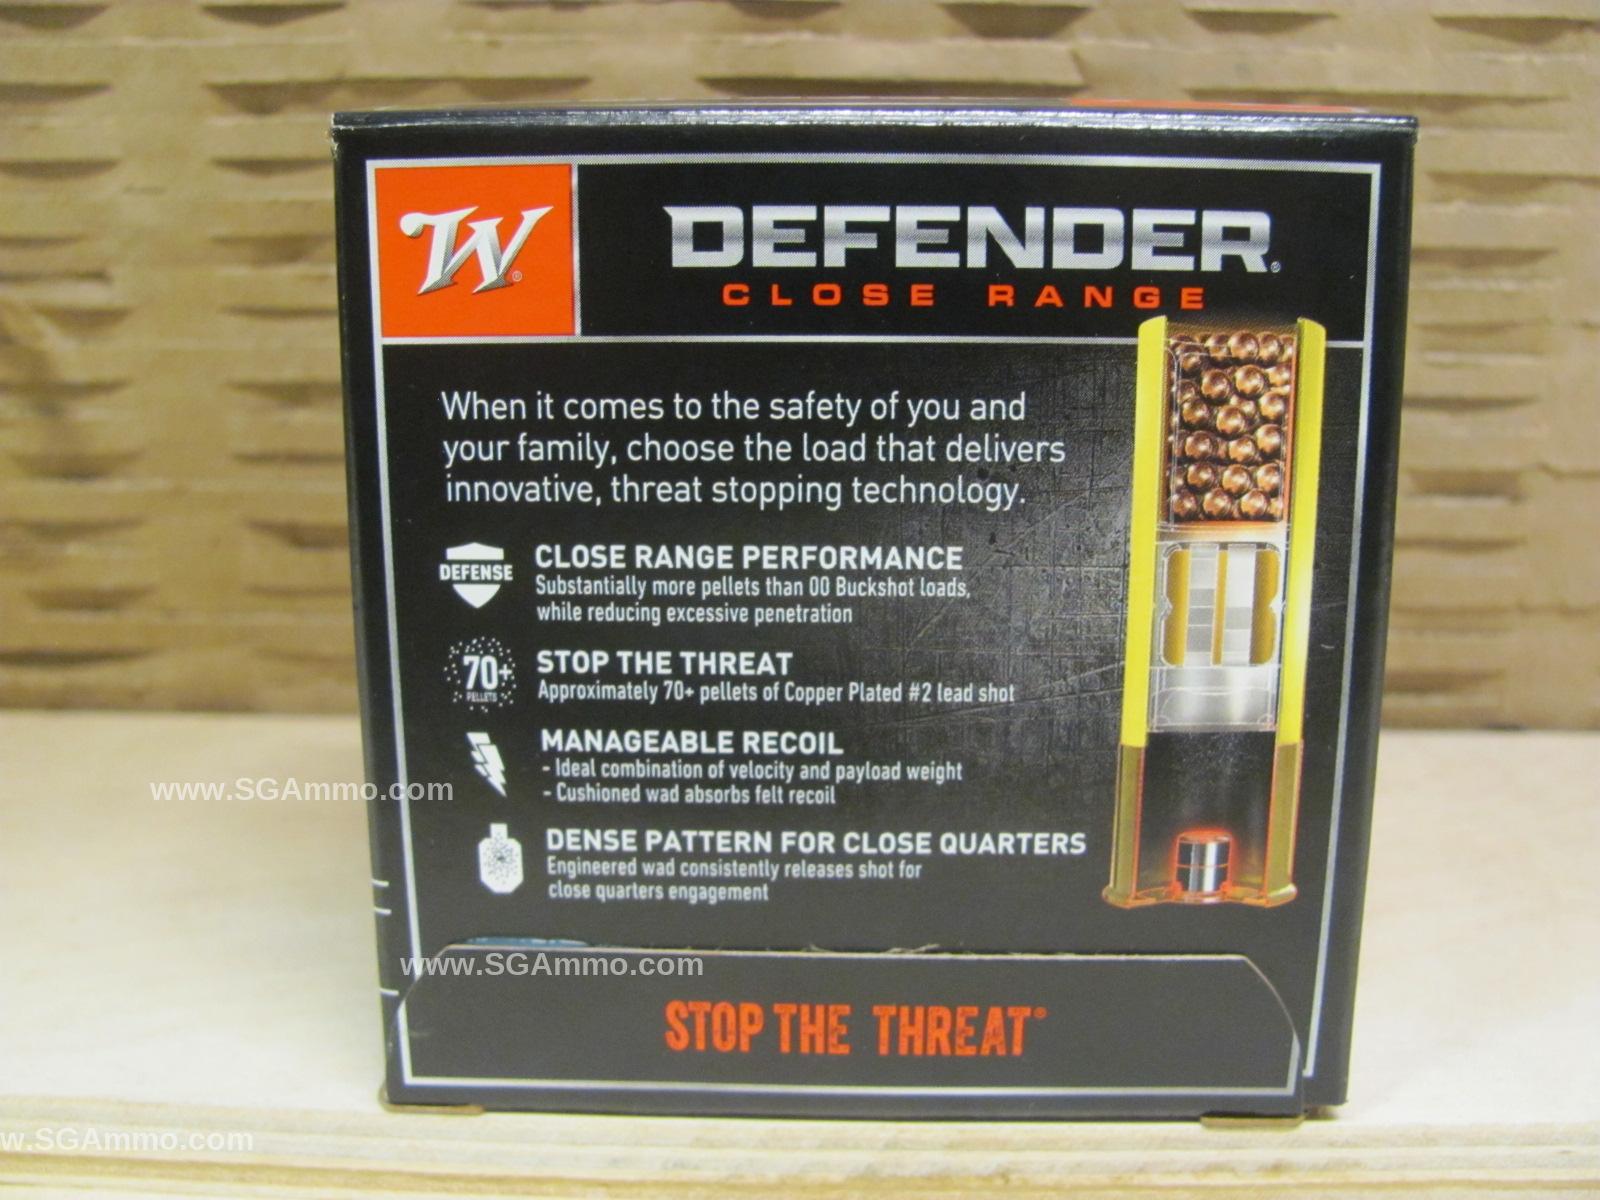 W®
DEFENDER®
CLOSE RANGE
When it comes to the safety of you and
your family, choose the load that delivers
innovative, threat stopping technology.
DEFENSE
CLOSE RANGE PERFORMANCE
Substantially more pellets than 00 Buckshot loads,
while reducing excessive penetration
70+
PELLETS
STOP THE THREAT
Approximately 70+ pellets of Copper Plated #2 lead shot
MANAGEABLE RECOIL
- Ideal combination of velocity and payload weight
- Cushioned wad absorbs felt recoil
www.SGAmmo.com
DENSE PATTERN FOR CLOSE QUARTERS
Engineered wad consistently releases shot for
close quarters engagement
www.SGAmmo.com
STOP THE THREAT®
w.SGAmmo.com